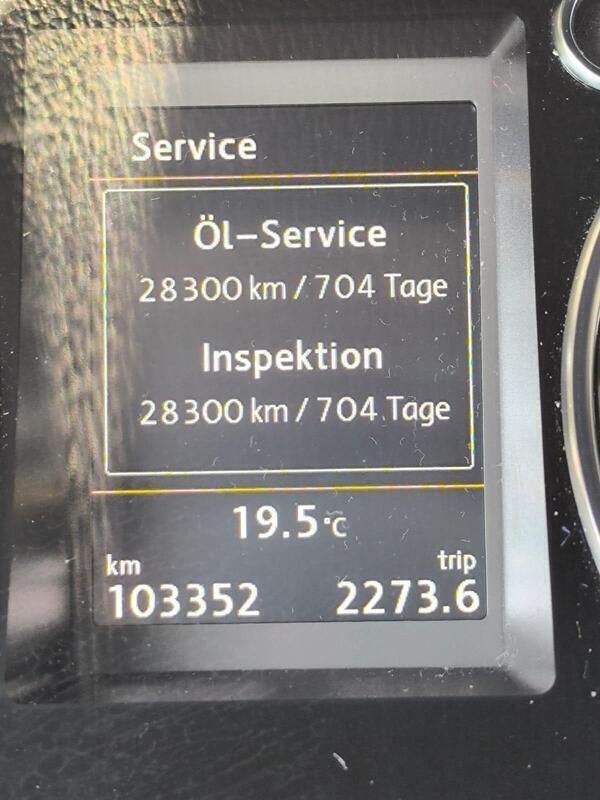 Service
Öl-Service
28300 km / 704 Tage
Inspektion
28300 km / 704 Tage
19.5°C
km trip
103352 2273.6